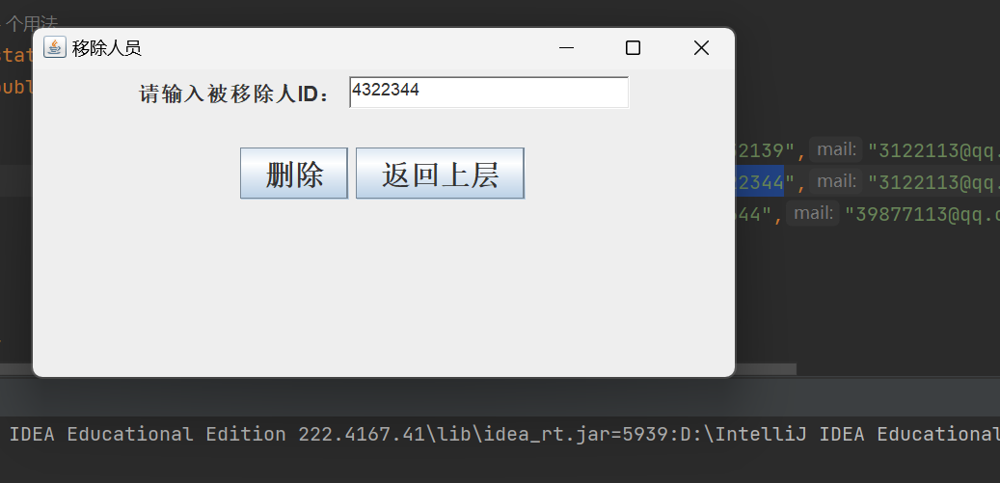 个用法
移除人员
stat
publ
请输入被移除人ID： 4322344
2139", mail: "3122113@qq.
删除 返回上层
2344", mail: "3122113@qq.
44", mail: "39877113@qq.c
IDEA Educational Edition 222.4167.41\lib\idea_rt.jar=5939:D:\IntelliJ IDEA Educational